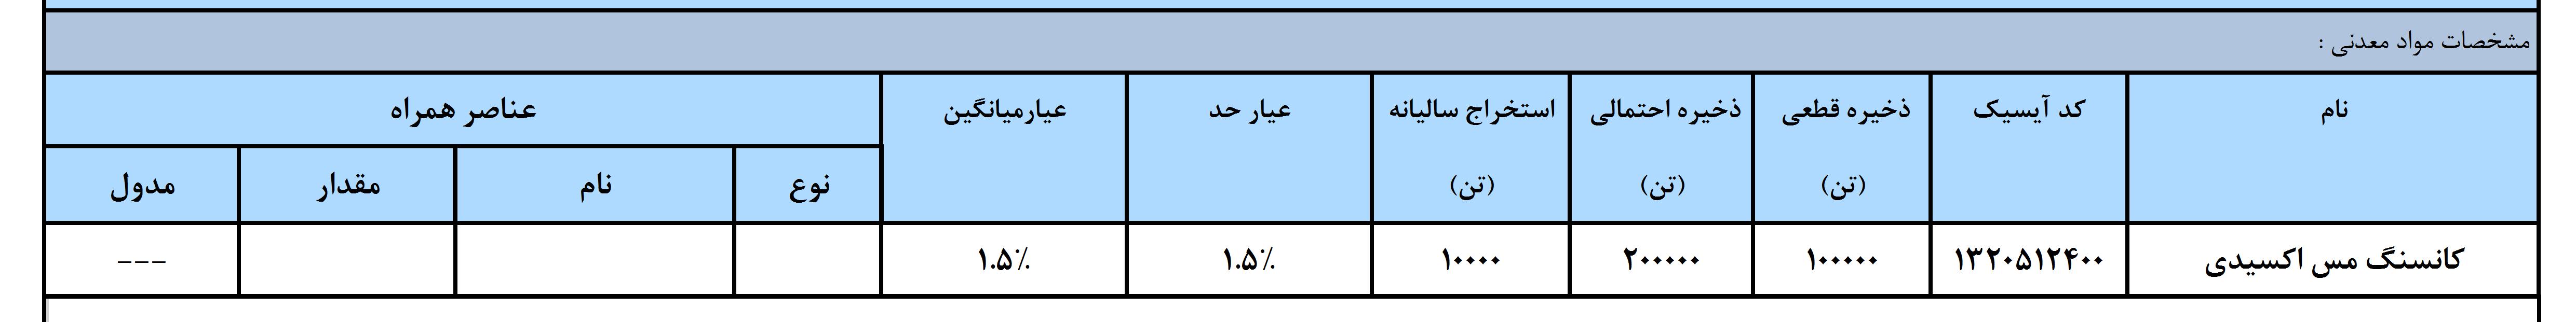 مشخصات مواد معدنی :
نام کد آیسیک ذخیره قطعی ذخیره احتمالی استخراج سالیانه عیار حد عیارمیانگین عناصر همراه
(تن) (تن) (تن) نوع نام مقدار مدول
کانسنگ مس اکسیدی ۱۳۲۰۵۱۲۴۰۰ ۱۰۰۰۰۰ ۲۰۰۰۰۰ ۱۰۰۰۰ ۱.۵٪ ۱.۵٪ ---